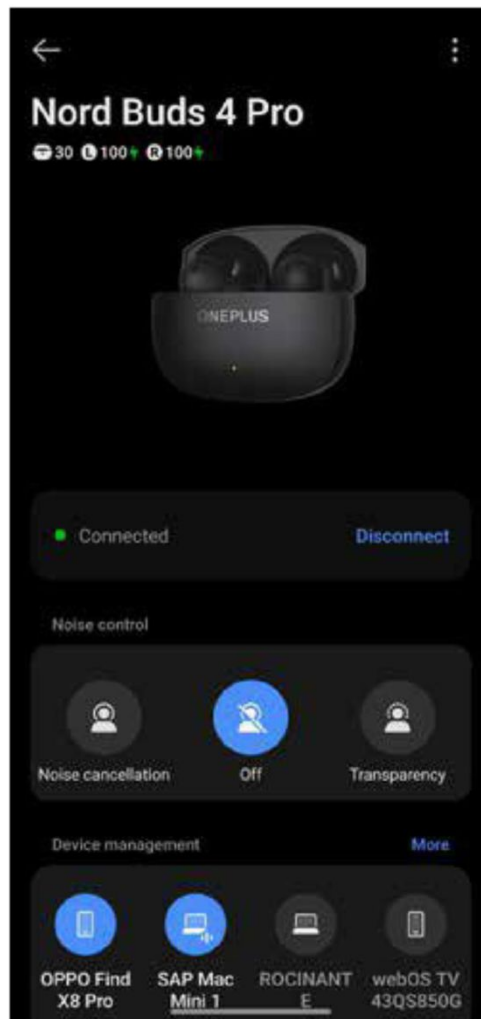 Nord Buds 4 Pro
30 L 100 R 100
ONEPLUS
Connected
Disconnect
Noise control
Noise cancellation
Off
Transparency
Device management
More
OPPO Find
X8 Pro
SAP Mac
Mini 1
ROCINANT
E
webOS TV
43QS850G